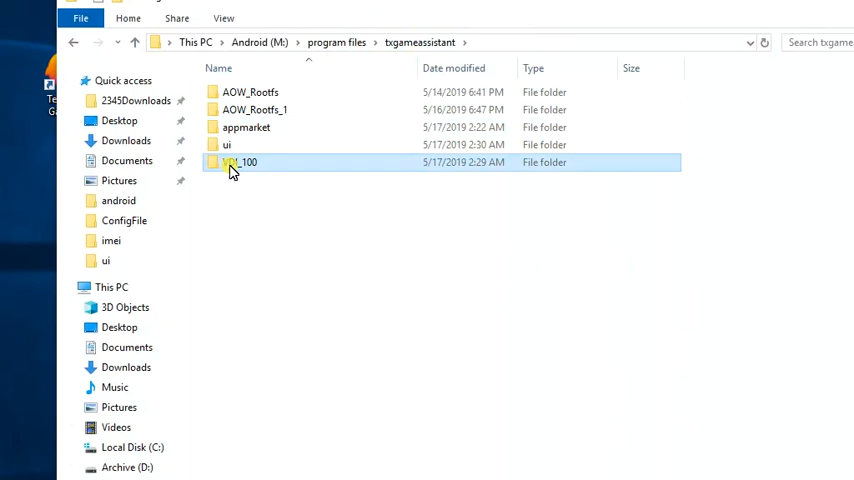 File Home Share View
This PC Android (M:) program files txgameassistant Search txgame
Name Date modified Type Size
Quick access
AOW_Rootfs 5/14/2019 6:41 PM File folder
2345Downloads AOW_Rootfs_1 5/16/2019 6:47 PM File folder
Desktop appmarket 5/17/2019 2:22 AM File folder
Downloads ui 5/17/2019 2:30 AM File folder
Documents _100 5/17/2019 2:29 AM File folder
Pictures
android
ConfigFile
imei
ui
This PC
3D Objects
Desktop
Documents
Downloads
Music
Pictures
Videos
Local Disk (C:)
Archive (D:)